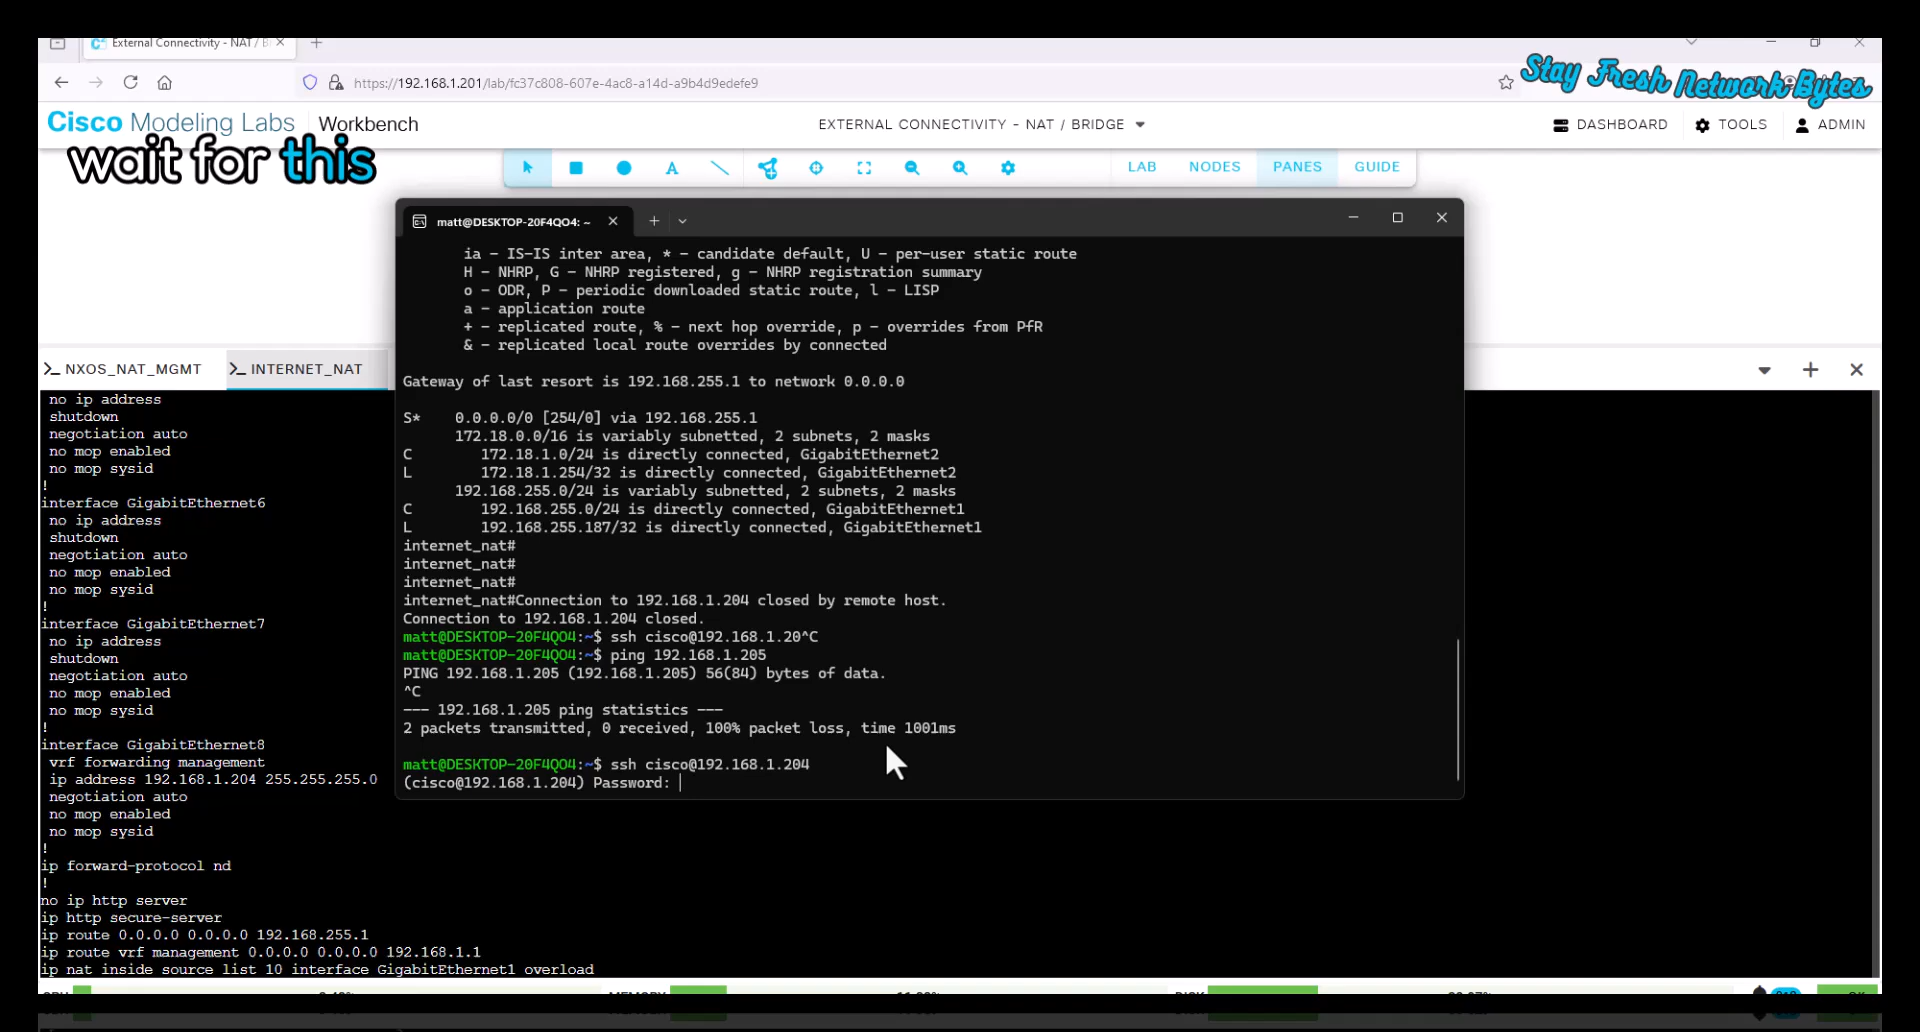 External Connectivity - NAT / B
https://192.168.1.201/lab/fc37c808-607e-4ac8-a14d-a9b4d9edefe9
Stay Fresh Network Bytes
Cisco Modeling Labs Workbench
EXTERNAL CONNECTIVITY - NAT / BRIDGE
DASHBOARD TOOLS ADMIN
wait for this
LAB NODES PANES GUIDE
matt@DESKTOP-20F4QO4: ~
ia - IS-IS inter area, * - candidate default, U - per-user static route
H - NHRP, G - NHRP registered, g - NHRP registration summary
o - ODR, P - periodic downloaded static route, l - LISP
a - application route
+ - replicated route, % - next hop override, p - overrides from PfR
& - replicated local route overrides by connected
Gateway of last resort is 192.168.255.1 to network 0.0.0.0
S* 0.0.0.0/0 [254/0] via 192.168.255.1
172.18.0.0/16 is variably subnetted, 2 subnets, 2 masks
C 172.18.1.0/24 is directly connected, GigabitEthernet2
L 172.18.1.254/32 is directly connected, GigabitEthernet2
192.168.255.0/24 is variably subnetted, 2 subnets, 2 masks
C 192.168.255.0/24 is directly connected, GigabitEthernet1
L 192.168.255.187/32 is directly connected, GigabitEthernet1
internet_nat#
internet_nat#
internet_nat#
internet_nat#Connection to 192.168.1.204 closed by remote host.
Connection to 192.168.1.204 closed.
matt@DESKTOP-20F4QO4:~$ ssh cisco@192.168.1.20^C
matt@DESKTOP-20F4QO4:~$ ping 192.168.1.205
PING 192.168.1.205 (192.168.1.205) 56(84) bytes of data.
^C
--- 192.168.1.205 ping statistics ---
2 packets transmitted, 0 received, 100% packet loss, time 1001ms
matt@DESKTOP-20F4QO4:~$ ssh cisco@192.168.1.204
(cisco@192.168.1.204) Password:
NXOS_NAT_MGMT INTERNET_NAT
no ip address
shutdown
negotiation auto
no mop enabled
no mop sysid
!
interface GigabitEthernet6
no ip address
shutdown
negotiation auto
no mop enabled
no mop sysid
!
interface GigabitEthernet7
no ip address
shutdown
negotiation auto
no mop enabled
no mop sysid
!
interface GigabitEthernet8
vrf forwarding management
ip address 192.168.1.204 255.255.255.0
negotiation auto
no mop enabled
no mop sysid
!
ip forward-protocol nd
!
no ip http server
ip http secure-server
ip route 0.0.0.0 0.0.0.0 192.168.255.1
ip route vrf management 0.0.0.0 0.0.0.0 192.168.1.1
ip nat inside source list 10 interface GigabitEthernet1 overload